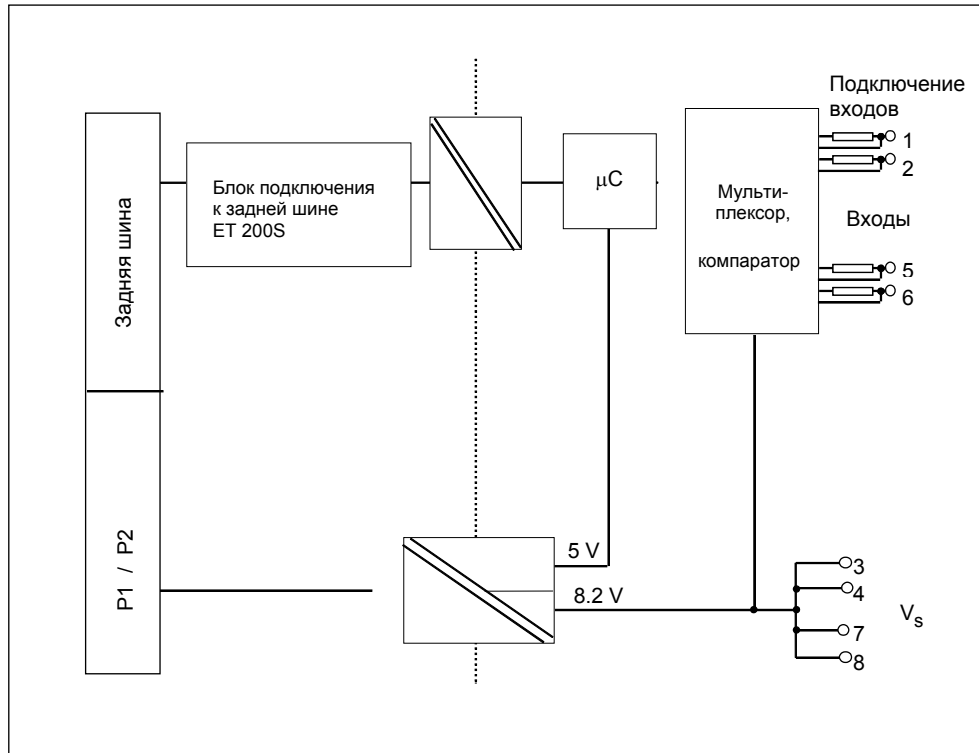 Подключение
входов
1
2
Задняя шина
Блок подключения
к задней шине
ET 200S
μC
Мульти-
плексор,
компаратор
Входы
5
6
P1 / P2
5 V
8.2 V
3
4
7
8
Vs